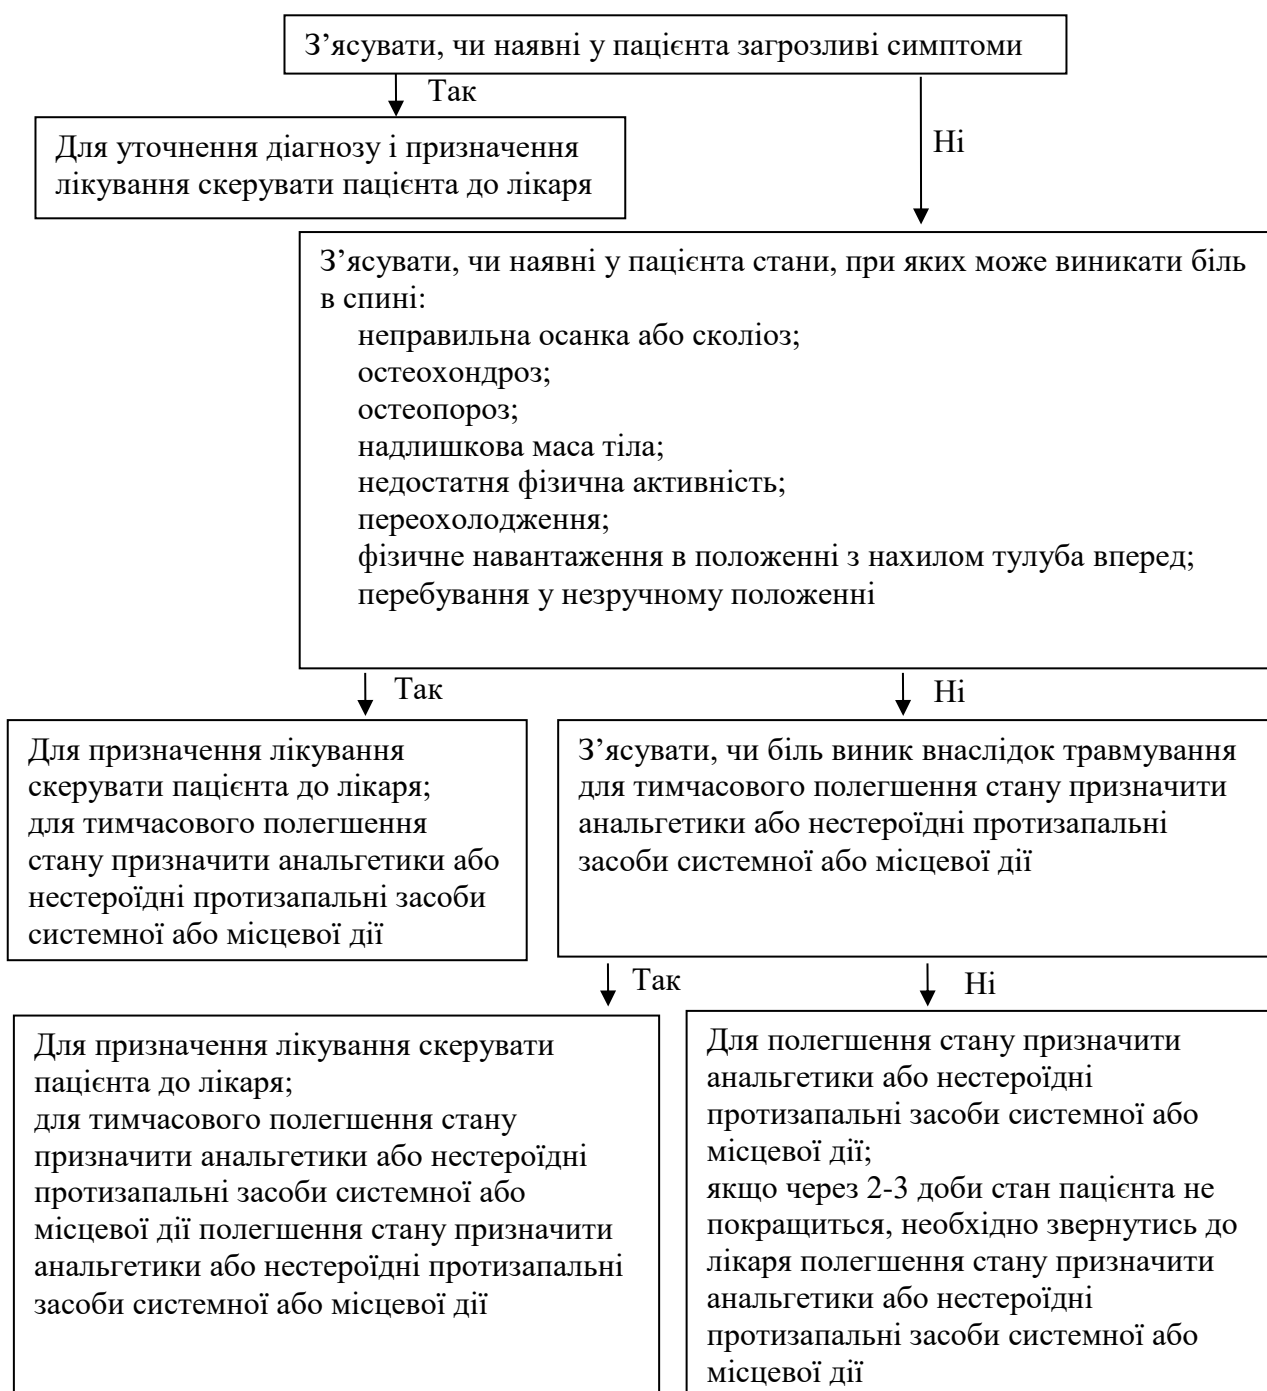 З’ясувати, чи наявні у пацієнта загрозливі симптоми
Так
Ні
Для уточнення діагнозу і призначення
лікування скерувати пацієнта до лікаря
З’ясувати, чи наявні у пацієнта стани, при яких може виникати біль
в спині:
неправильна осанка або сколіоз;
остеохондроз;
остеопороз;
надлишкова маса тіла;
недостатня фізична активність;
переохолодження;
фізичне навантаження в положенні з нахилом тулуба вперед;
перебування у незручному положенні
Так
Ні
Для призначення лікування
скерувати пацієнта до лікаря;
для тимчасового полегшення
стану призначити анальгетики або
нестероїдні протизапальні засоби
системної або місцевої дії
З’ясувати, чи біль виник внаслідок травмування
для тимчасового полегшення стану призначити
анальгетики або нестероїдні протизапальні
засоби системної або місцевої дії
Так
Ні
Для призначення лікування скерувати
пацієнта до лікаря;
для тимчасового полегшення стану
призначити анальгетики або нестероїдні
протизапальні засоби системної або
місцевої дії полегшення стану призначити
анальгетики або нестероїдні протизапальні
засоби системної або місцевої дії
Для полегшення стану призначити
анальгетики або нестероїдні
протизапальні засоби системної або
місцевої дії;
якщо через 2-3 доби стан пацієнта не
покращиться, необхідно звернутись до
лікаря полегшення стану призначити
анальгетики або нестероїдні
протизапальні засоби системної або
місцевої дії